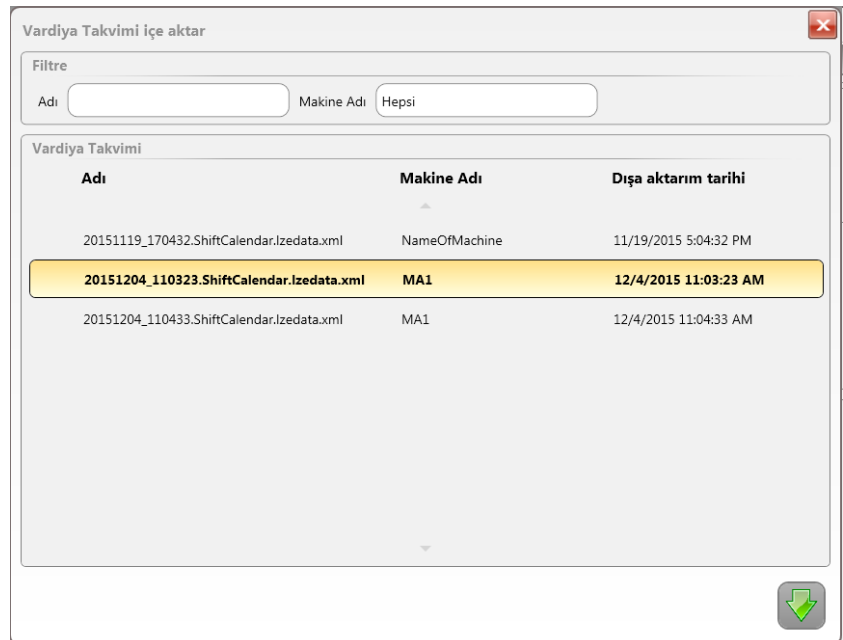 Vardiya Takvimi içe aktar
Filtre
Adı Makine Adı Hepsi
Vardiya Takvimi
Adı Makine Adı Dışa aktarım tarihi
20151119_170432.ShiftCalendar.lzedata.xml NameOfMachine 11/19/2015 5:04:32 PM
20151204_110323.ShiftCalendar.lzedata.xml MA1 12/4/2015 11:03:23 AM
20151204_110433.ShiftCalendar.lzedata.xml MA1 12/4/2015 11:04:33 AM